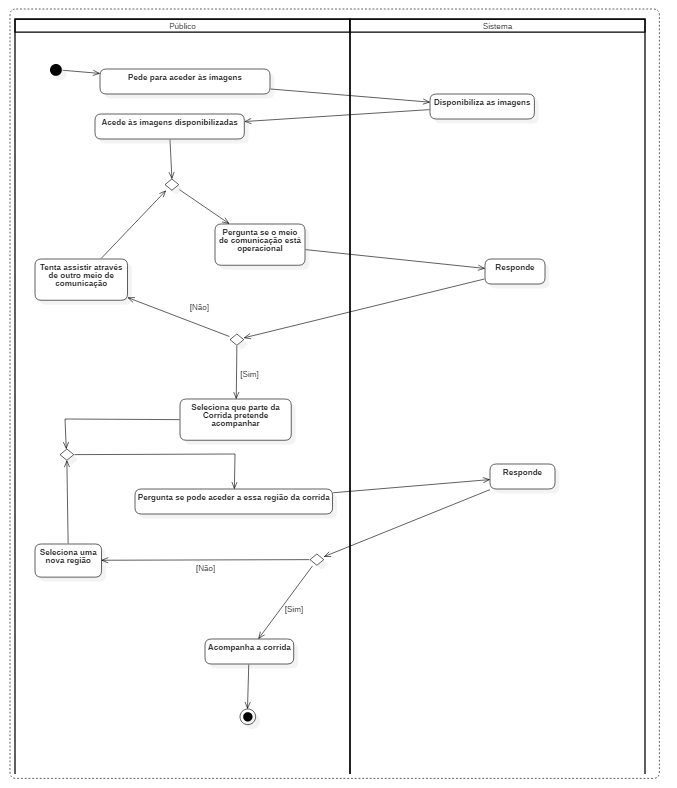 Público
Sistema
Pede para aceder às imagens
Disponibiliza as imagens
Acede às imagens disponibilizadas
Pergunta se o meio
de comunicação está
operacional
Tenta assistir através
de outro meio de
comunicação
Responde
[Não]
[Sim]
Seleciona que parte da
Corrida pretende
acompanhar
Responde
Pergunta se pode aceder a essa região da corrida
Seleciona uma
nova região
[Não]
[Sim]
Acompanha a corrida